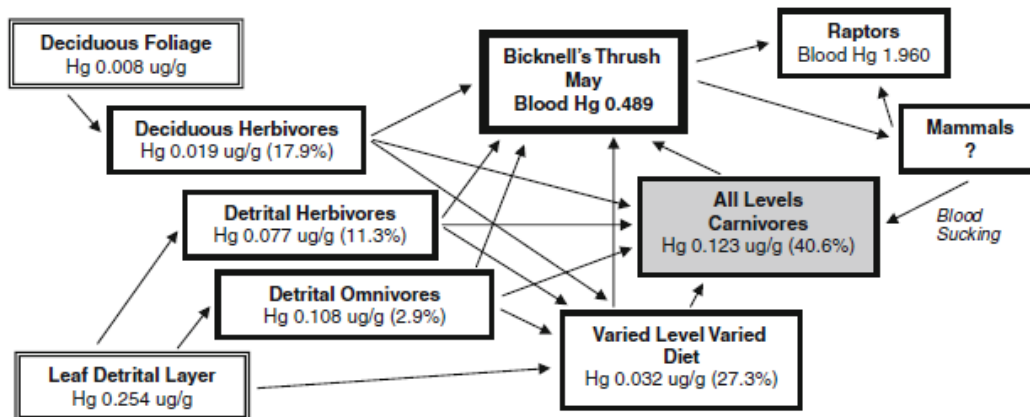 Deciduous Foliage
Hg 0.008 ug/g
Bicknell's Thrush
May
Blood Hg 0.489
Raptors
Blood Hg 1.960
Deciduous Herbivores
Hg 0.019 ug/g (17.9%)
Mammals
?
Detrital Herbivores
Hg 0.077 ug/g (11.3%)
All Levels
Carnivores
Hg 0.123 ug/g (40.6%)
Blood
Sucking
Detrital Omnivores
Hg 0.108 ug/g (2.9%)
Varied Level Varied
Diet
Hg 0.032 ug/g (27.3%)
Leaf Detrital Layer
Hg 0.254 ug/g